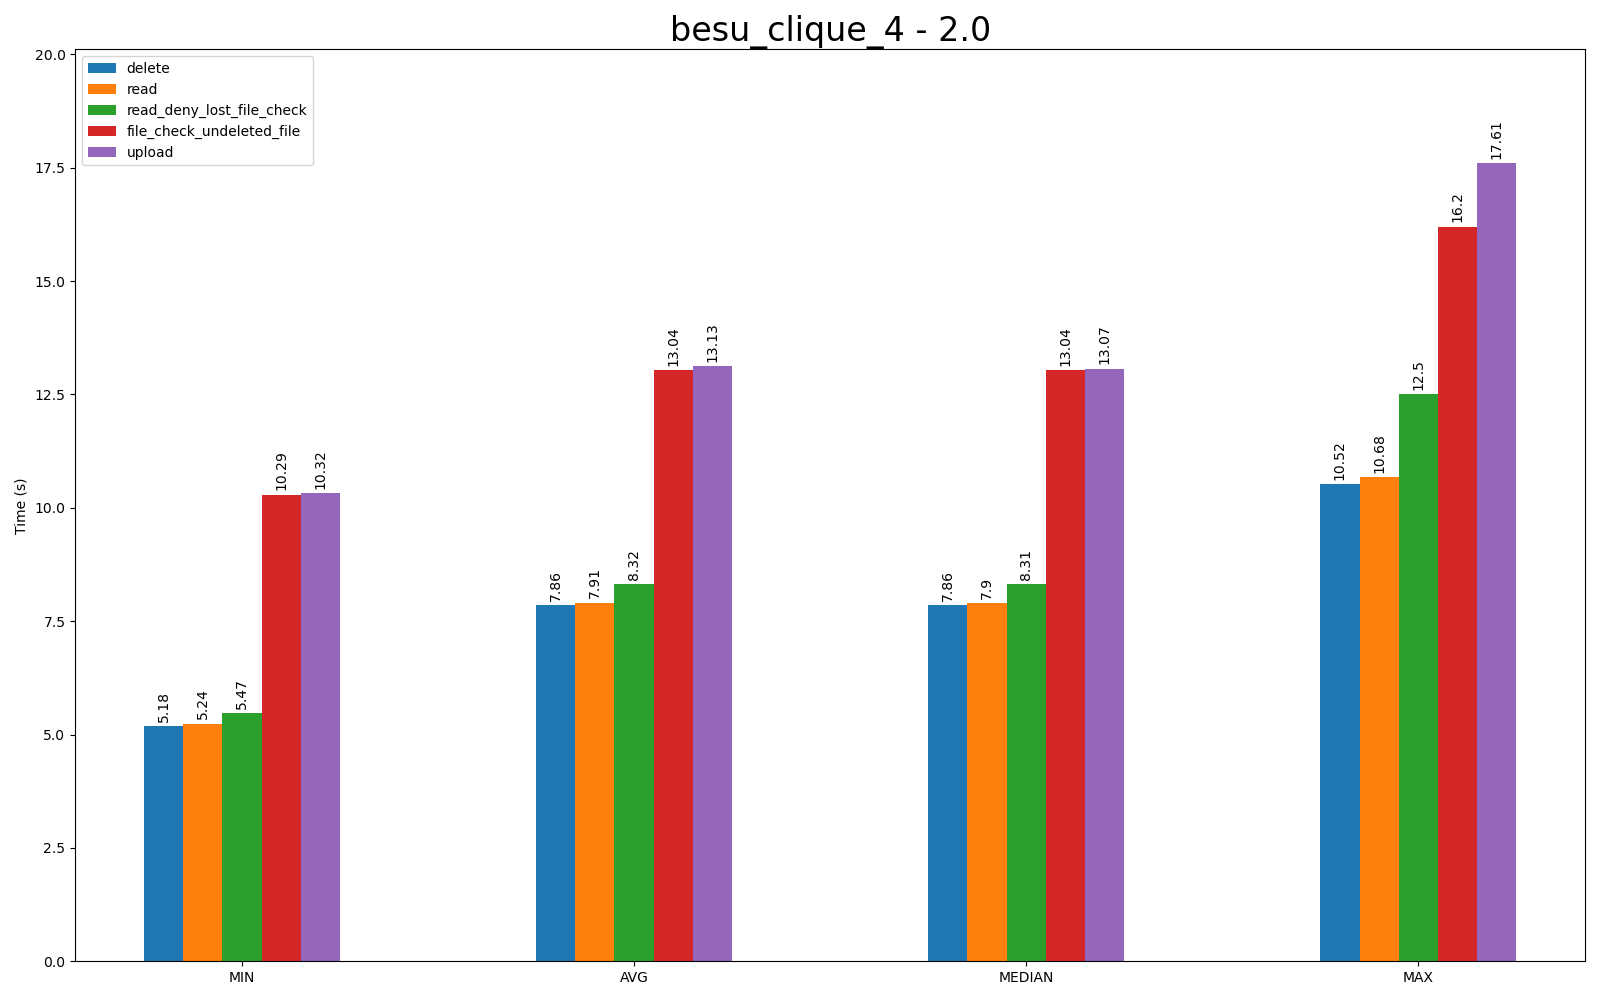 besu_clique_4 - 2.0
20.0
17.5
15.0
12.5
10.0
7.5
5.0
2.5
0.0
Time (s)
delete
read
read_deny_lost_file_check
file_check_undeleted_file
upload
5.18
5.24
5.47
10.29
10.32
7.86
7.91
8.32
13.04
13.13
7.86
7.9
8.31
13.04
13.07
10.52
10.68
12.5
16.2
17.61
MIN
AVG
MEDIAN
MAX